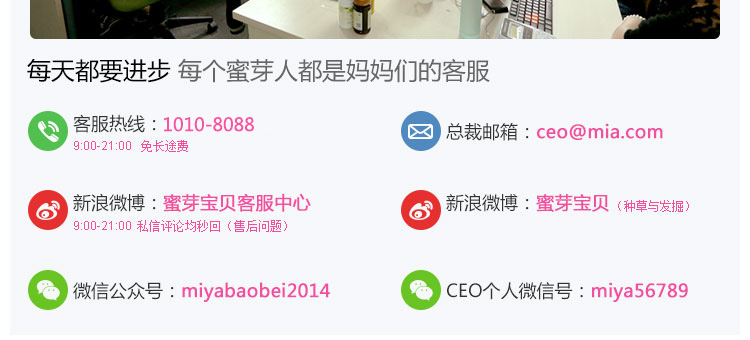 每天都要进步 每个蜜芽人都是妈妈们的客服
客服热线：1010-8088
9:00-21:00 免长途费
总裁邮箱：ceo@mia.com
新浪微博：蜜芽宝贝客服中心
9:00-21:00 私信评论均秒回（售后问题）
新浪微博：蜜芽宝贝（种草与发掘）
微信公众号：miyabaobei2014
CEO个人微信号：miya56789